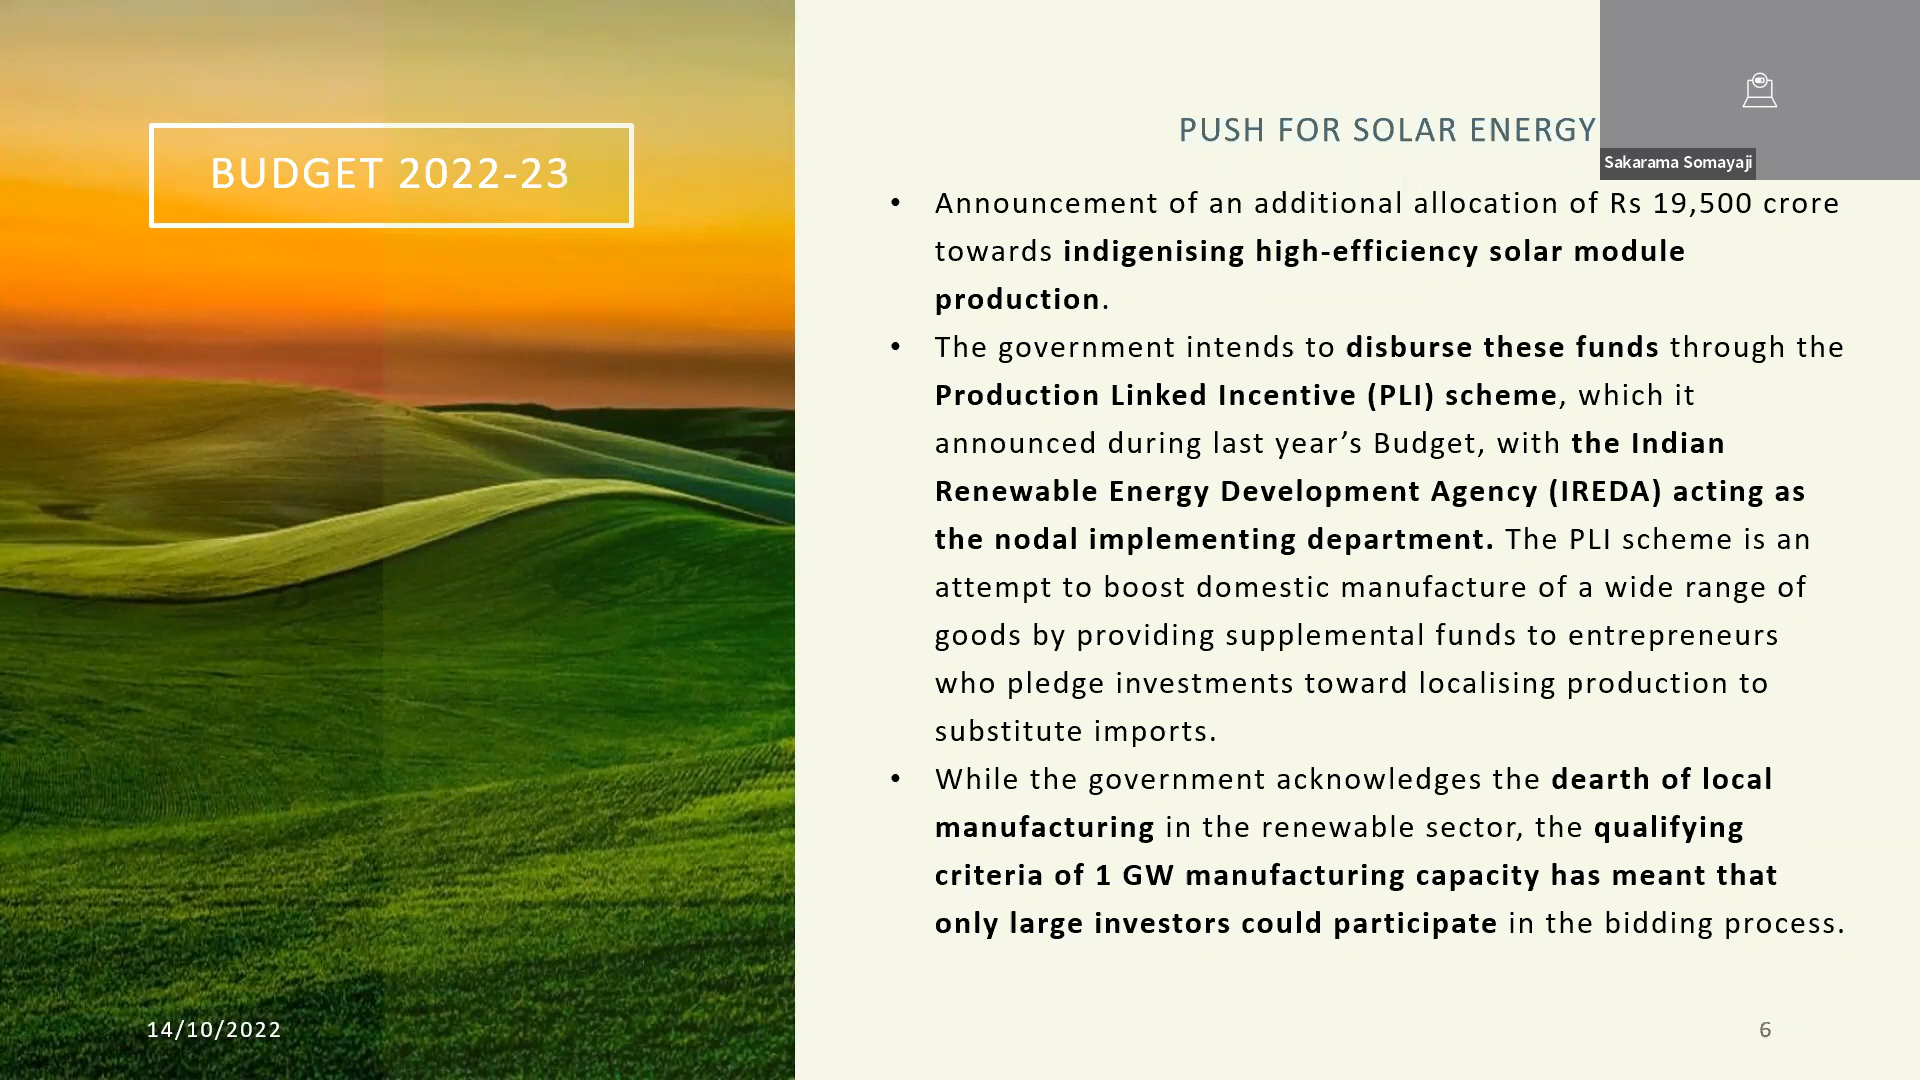 BUDGET 2022-23
PUSH FOR SOLAR ENERGY
Sakarama Somayaji
• Announcement of an additional allocation of Rs 19,500 crore
towards indigenising high-efficiency solar module
production.
• The government intends to disburse these funds through the
Production Linked Incentive (PLI) scheme, which it
announced during last year’s Budget, with the Indian
Renewable Energy Development Agency (IREDA) acting as
the nodal implementing department. The PLI scheme is an
attempt to boost domestic manufacture of a wide range of
goods by providing supplemental funds to entrepreneurs
who pledge investments toward localising production to
substitute imports.
• While the government acknowledges the dearth of local
manufacturing in the renewable sector, the qualifying
criteria of 1 GW manufacturing capacity has meant that
only large investors could participate in the bidding process.
14/10/2022
6